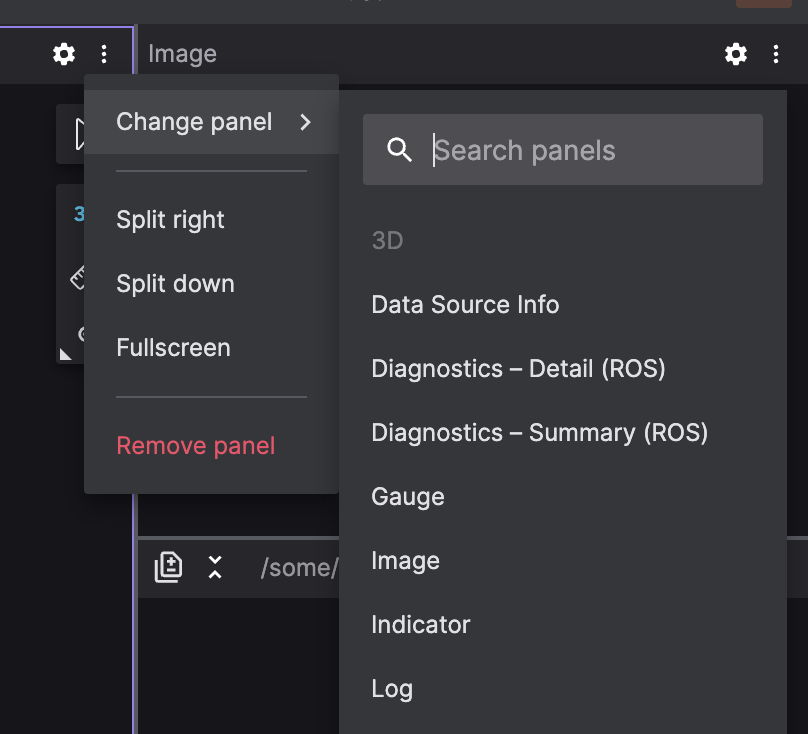 Image
Change panel
Search panels
Split right
Split down
Fullscreen
Remove panel
3D
Data Source Info
Diagnostics – Detail (ROS)
Diagnostics – Summary (ROS)
Gauge
Image
Indicator
Log
3
/some/